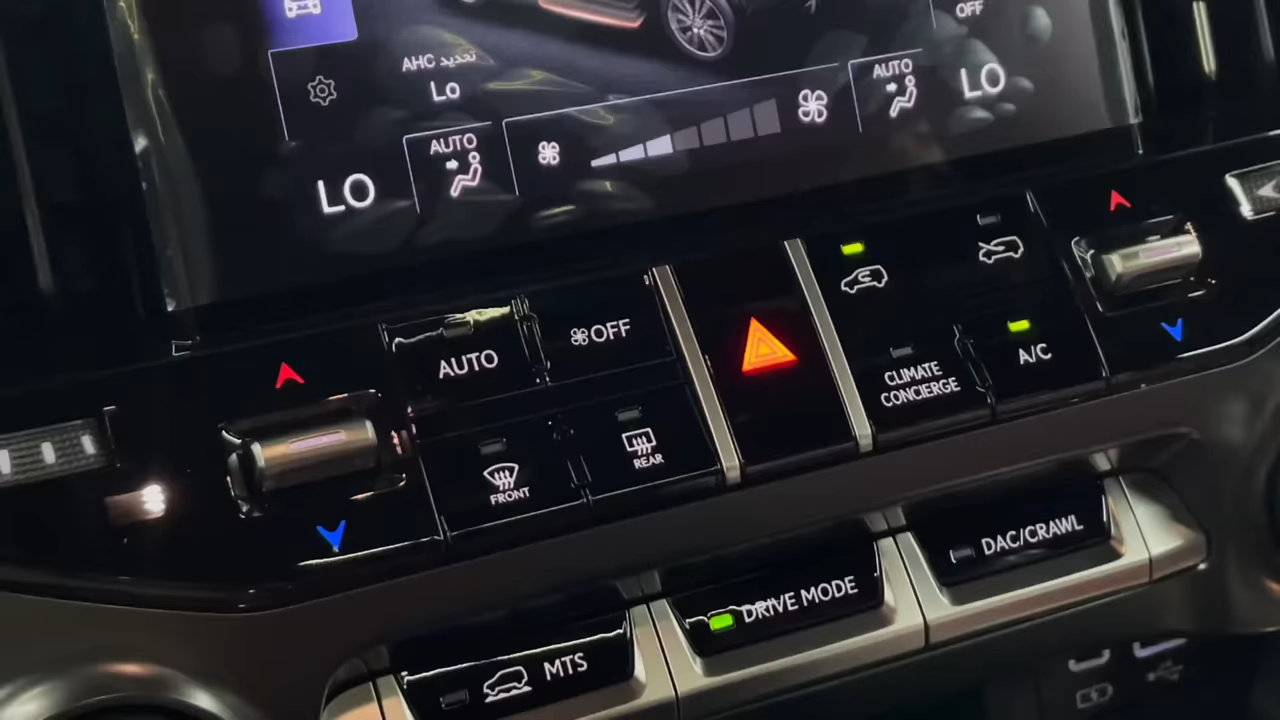 OFF
AHC تحديد
Lo
AUTO
LO
AUTO
LO
AUTO
OFF
CLIMATE
CONCIERGE
A/C
FRONT
REAR
DAC/CRAWL
DRIVE MODE
MTS